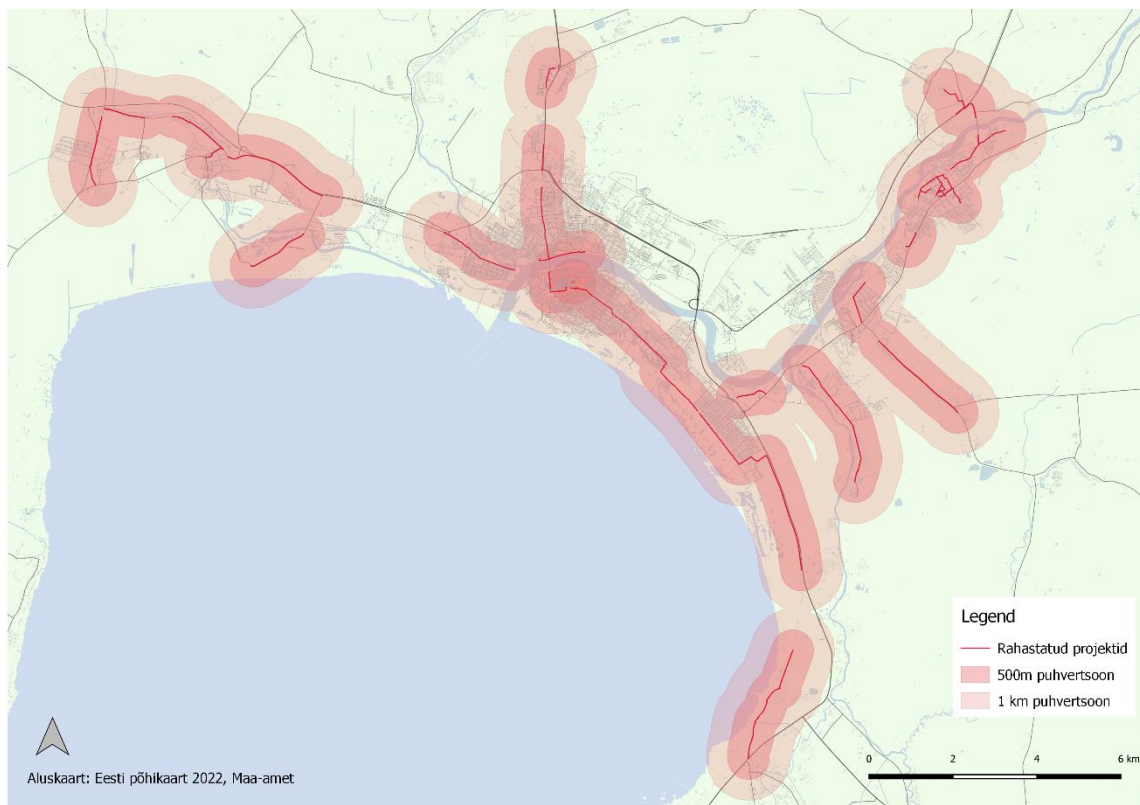 Legend
Rahastatud projektid
500m puhvertsoon
1 km puhvertsoon
Aluskaart: Eesti põhikaart 2022, Maa-amet
0 2 4 6 km